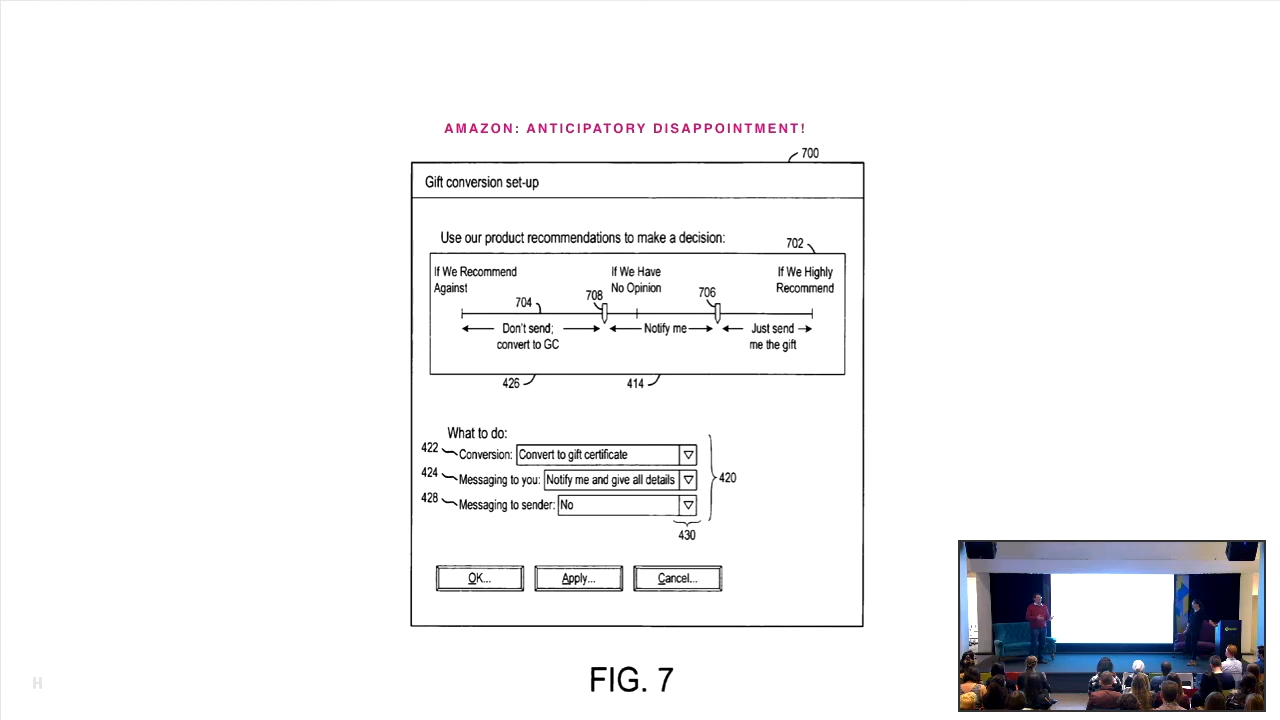 AMAZON: ANTICIPATORY DISAPPOINTMENT!
700
Gift conversion set-up
Use our product recommendations to make a decision:
702
If We Recommend
Against
If We Have
No Opinion
If We Highly
Recommend
704
708
706
Don't send;
convert to GC
Notify me
Just send
me the gift
426
414
What to do:
422
Conversion: Convert to gift certificate
424
Messaging to you: Notify me and give all details
420
428
Messaging to sender: No
430
OK...
Apply...
Cancel...
FIG. 7
H